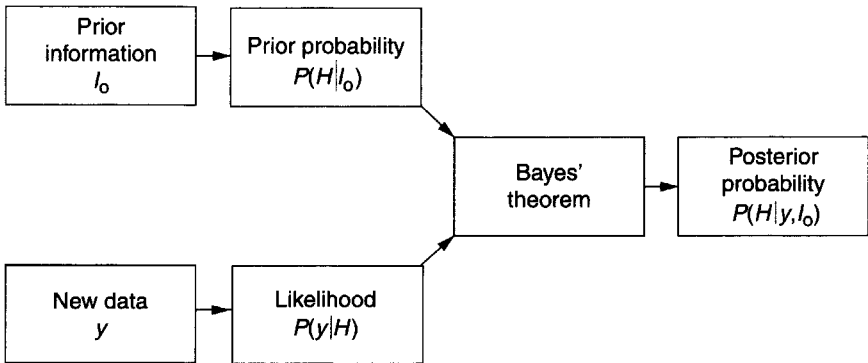 Prior
information
I₀
Prior probability
P(H|I₀)
Bayes'
theorem
Posterior
probability
P(H|y,I₀)
New data
y
Likelihood
P(y|H)